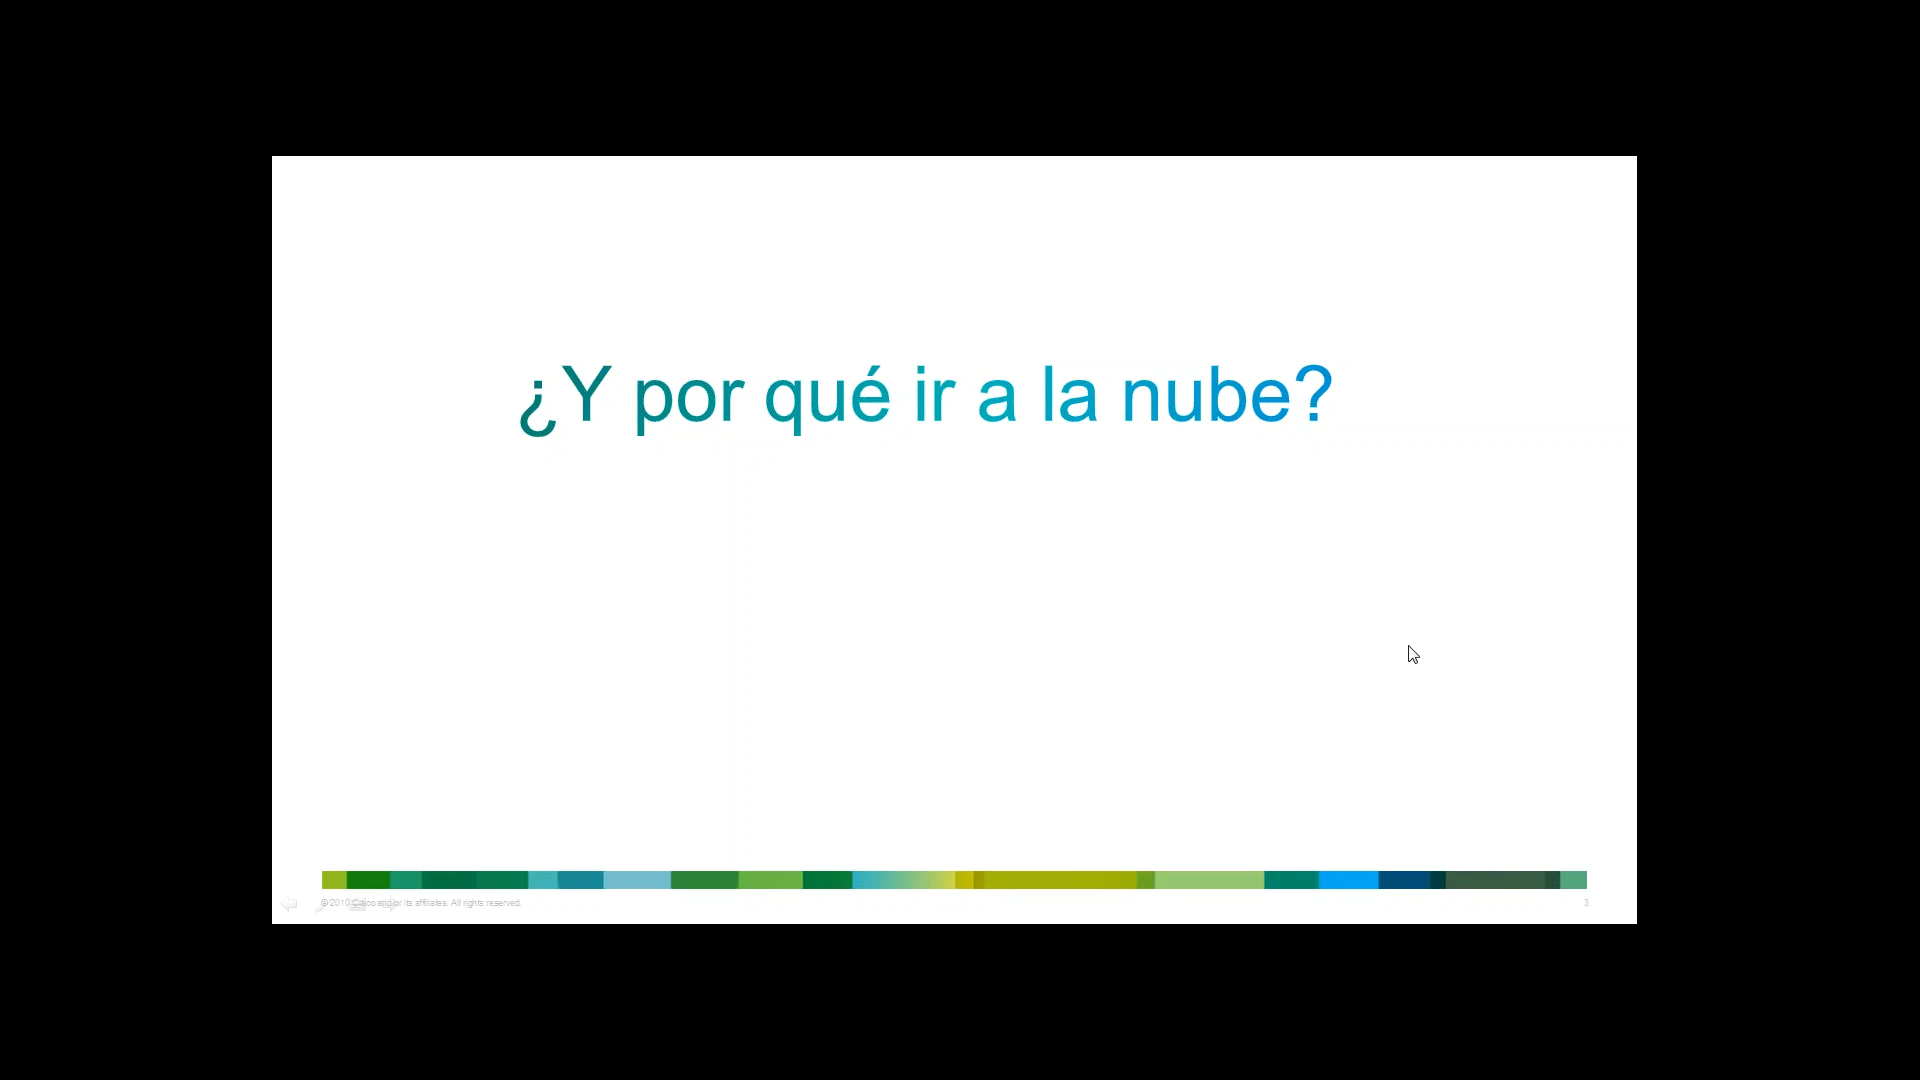 ¿Y por qué ir a la nube?
© 2010 Cisco and/or its affiliates. All rights reserved.
3